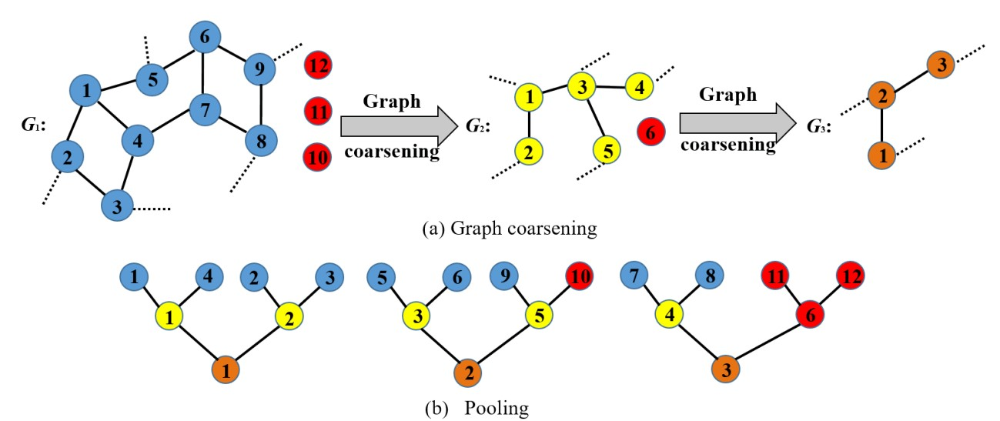 6
5
9
12
1
7
11
G1:
4
8
2
10
3
Graph
coarsening
G2:
1
3
4
2
5
6
Graph
coarsening
G3:
3
2
1
(a) Graph coarsening
1 4 2 3 5 6 9 10 7 8 11 12
1 2 3 5 4 6
1 2 3
(b) Pooling